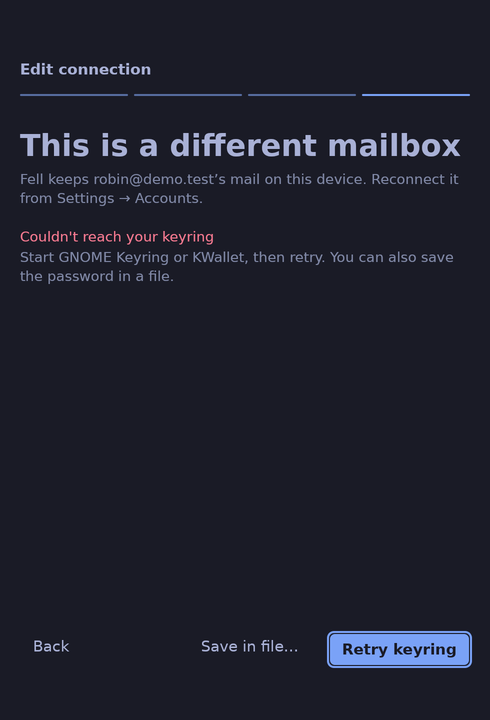 Edit connection
This is a different mailbox
Fell keeps robin@demo.test’s mail on this device. Reconnect it
from Settings → Accounts.
Couldn't reach your keyring
Start GNOME Keyring or KWallet, then retry. You can also save
the password in a file.
Back
Save in file…
Retry keyring